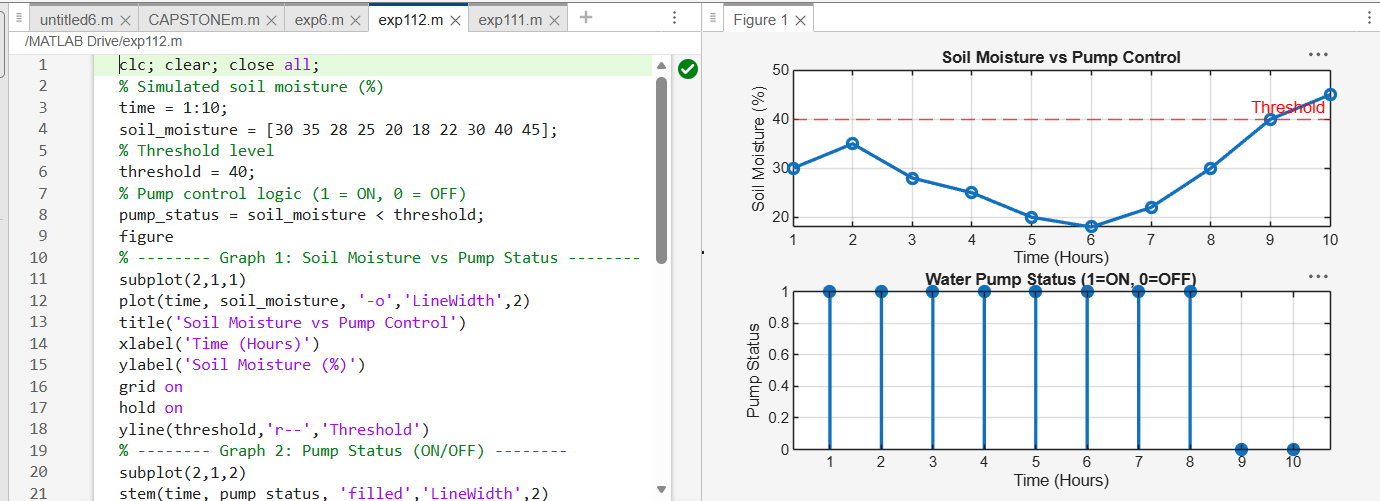 untitled6.m × CAPSTONEm.m × exp6.m × exp112.m × exp111.m × +
/MATLAB Drive/exp112.m
1 clc; clear; close all;
2 % Simulated soil moisture (%)
3 time = 1:10;
4 soil_moisture = [30 35 28 25 20 18 22 30 40 45];
5 % Threshold level
6 threshold = 40;
7 % Pump control logic (1 = ON, 0 = OFF)
8 pump_status = soil_moisture < threshold;
9 figure
10 % -------- Graph 1: Soil Moisture vs Pump Status --------
11 subplot(2,1,1)
12 plot(time, soil_moisture, '-o','LineWidth',2)
13 title('Soil Moisture vs Pump Control')
14 xlabel('Time (Hours)')
15 ylabel('Soil Moisture (%)')
16 grid on
17 hold on
18 yline(threshold,'r--','Threshold')
19 % -------- Graph 2: Pump Status (ON/OFF) --------
20 subplot(2,1,2)
21 stem(time, pump_status, 'filled','LineWidth',2)
Figure 1 ×
Soil Moisture vs Pump Control
Soil Moisture (%)
50
40
30
20
Threshold
1 2 3 4 5 6 7 8 9 10
Time (Hours)
Water Pump Status (1=ON, 0=OFF)
Pump Status
1
0.8
0.6
0.4
0.2
0
1 2 3 4 5 6 7 8 9 10
Time (Hours)